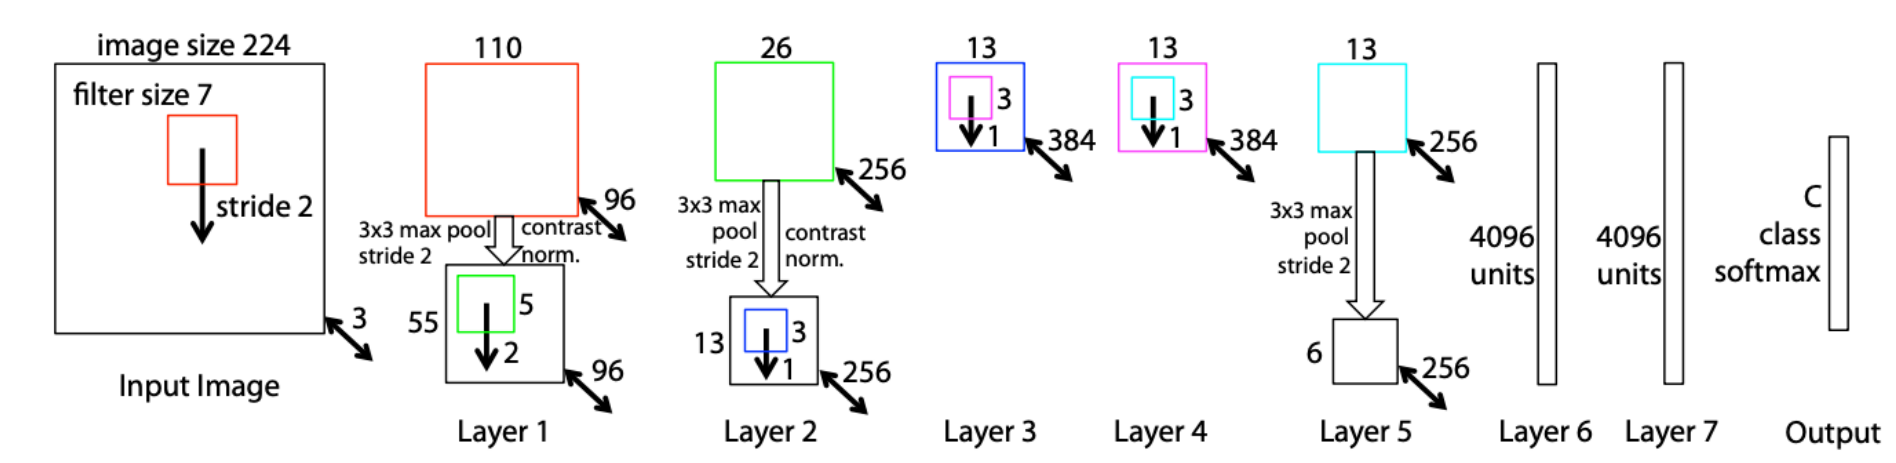 image size 224
filter size 7
stride 2
3
Input Image
110
96
3x3 max pool
stride 2
contrast
norm.
55
5
2
96
Layer 1
26
256
3x3 max
pool
stride 2
contrast
norm.
13
3
1
256
Layer 2
13
3
1
384
Layer 3
13
3
1
384
Layer 4
13
256
3x3 max
pool
stride 2
6
256
Layer 5
4096
units
Layer 6
4096
units
Layer 7
C
class
softmax
Output